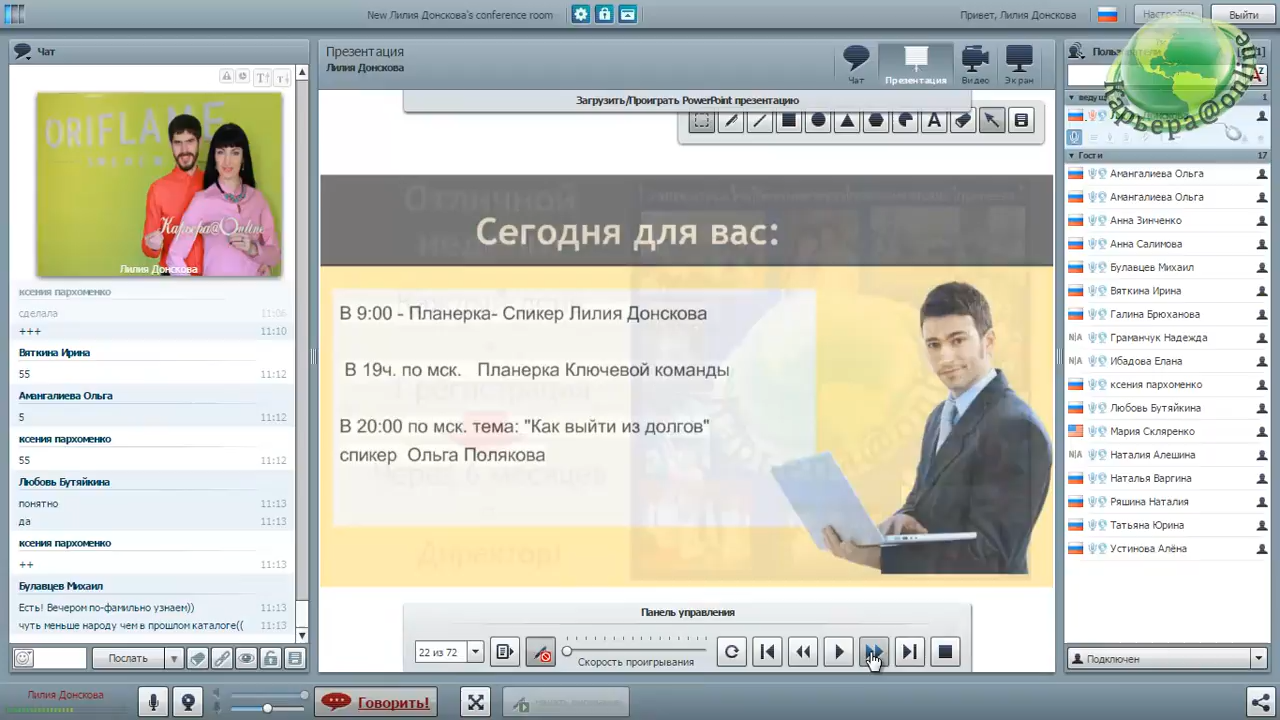 New Лилия Донскова's conference room
Привет, Лилия Донскова
Настройки
Выйти
Чат
ORIFLAME
SWEDEN
Карьера@Online
Лилия Донскова
ксения пархоменко
сделала 11:06
+++ 11:10
Вяткина Ирина
55 11:12
Амангалиева Ольга
5 11:12
ксения пархоменко
55 11:12
Любовь Бутяйкина
понятно 11:13
да 11:13
ксения пархоменко
++ 11:13
Булавцев Михаил
Есть! Вечером по-фамильно узнаем)) 11:13
чуть меньше народу чем в прошлом каталоге(( 11:13
Послать
Презентация
Лилия Донскова
Чат
Презентация
Видео
Экран
Загрузить/Проиграть PowerPoint презентацию
Сегодня для вас:
В 9:00 - Планерка- Спикер Лилия Донскова
В 19ч. по мск. Планерка Ключевой команды
В 20:00 по мск. тема: "Как выйти из долгов"
спикер Ольга Полякова
Панель управления
22 из 72
Скорость проигрывания
Пользователи
Карьера@online
ведущ 1
Гости 17
Амангалиева Ольга
Амангалиева Ольга
Анна Зинченко
Анна Салимова
Булавцев Михаил
Вяткина Ирина
Галина Брюханова
N/A Граманчук Надежда
N/A Ибадова Елана
ксения пархоменко
Любовь Бутяйкина
Мария Скляренко
N/A Наталия Алешина
Наталья Варгина
Ряшина Наталия
Татьяна Юрина
Устинова Алёна
Подключен
Лилия Донскова
Говорить!